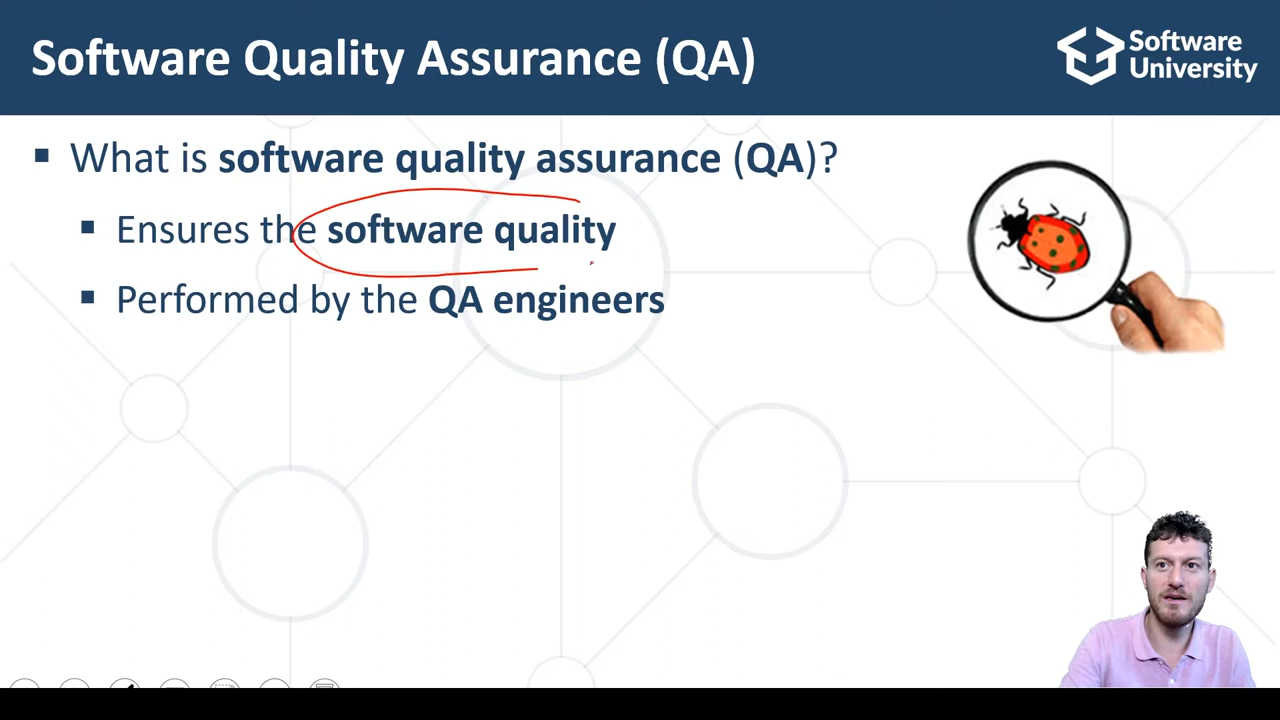 Software Quality Assurance (QA)
Software
University
▪ What is software quality assurance (QA)?
▪ Ensures the software quality
▪ Performed by the QA engineers